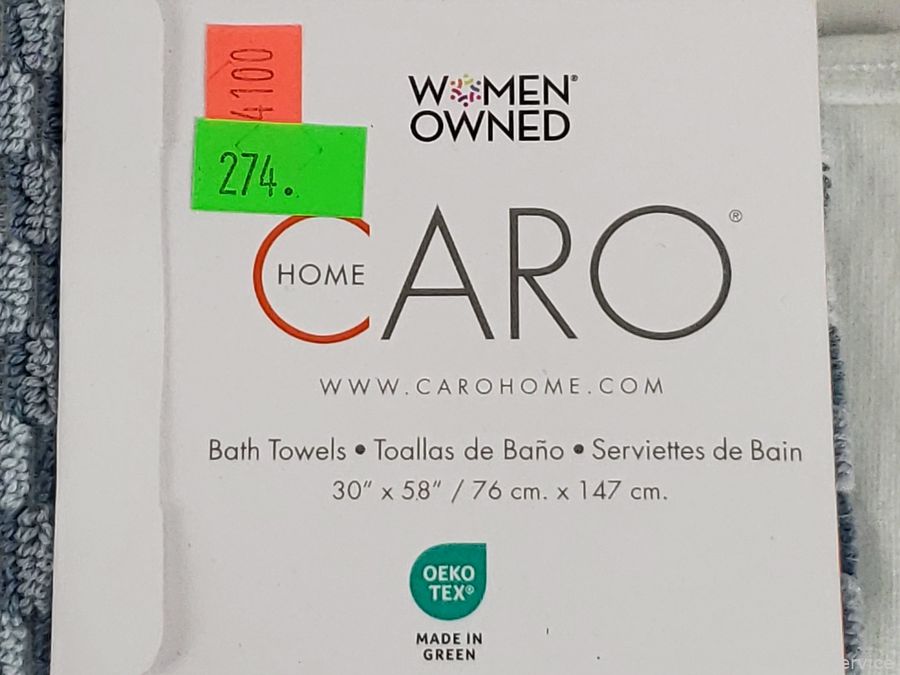 4100
274.
WOMEN®
OWNED
HOME
CARO®
WWW.CAROHOME.COM
Bath Towels • Toallas de Baño • Serviettes de Bain
30" x 58" / 76 cm. x 147 cm.
OEKO
TEX®
MADE IN
GREEN
ervice